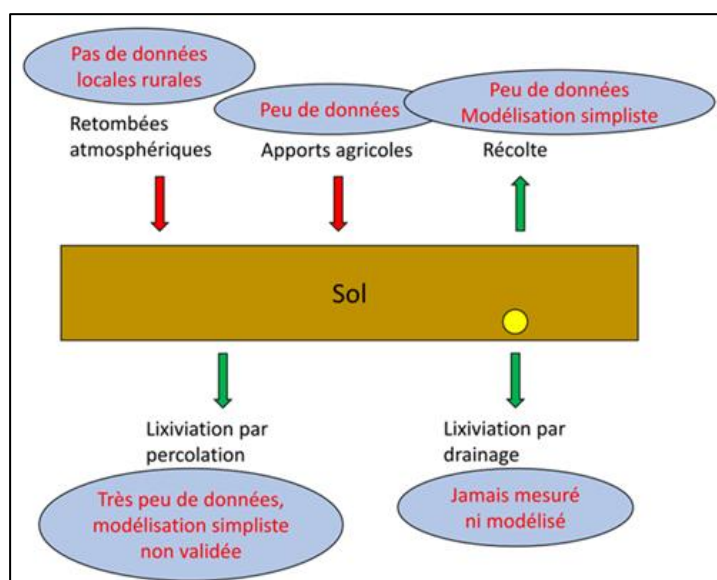 Pas de données
locales rurales
Retombées
atmosphériques
Peu de données
Apports agricoles
Peu de données
Modélisation simpliste
Récolte
Sol
Lixiviation par
percolation
Très peu de données,
modélisation simpliste
non validée
Lixiviation par
drainage
Jamais mesuré
ni modélisé